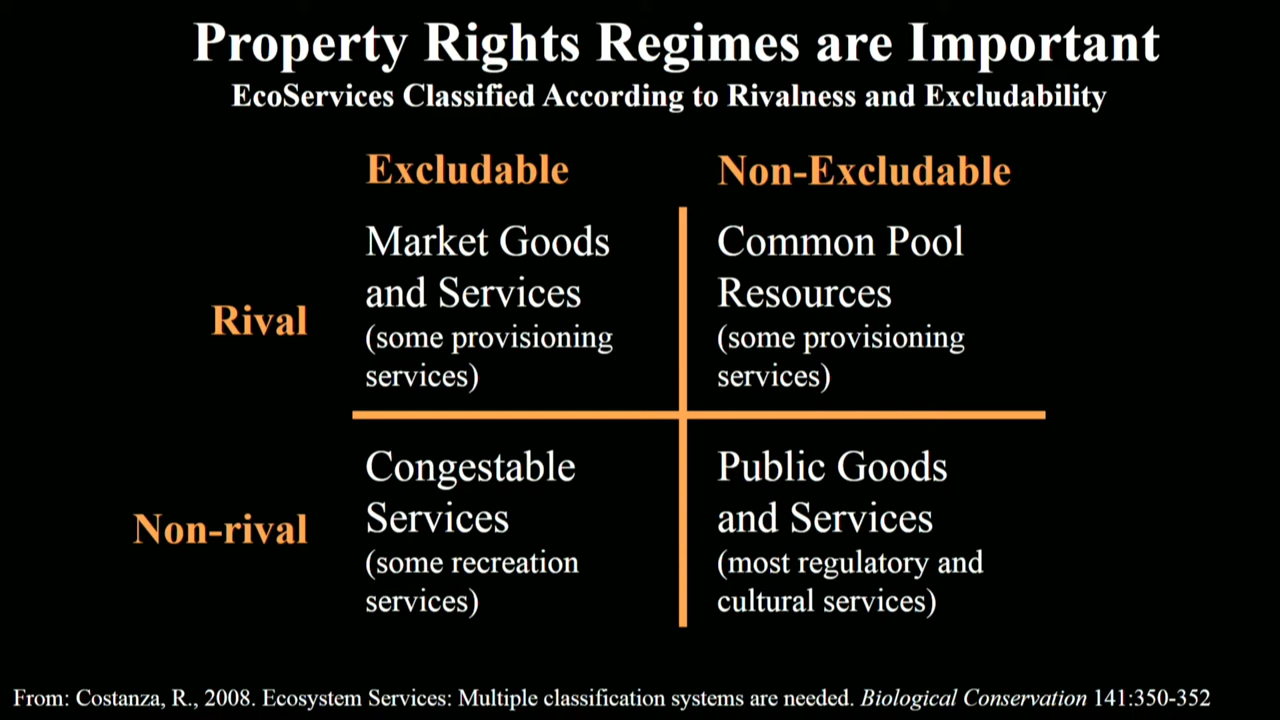 Property Rights Regimes are Important
EcoServices Classified According to Rivalness and Excludability
Excludable
Non-Excludable
Rival
Market Goods
and Services
(some provisioning
services)
Common Pool
Resources
(some provisioning
services)
Non-rival
Congestable
Services
(some recreation
services)
Public Goods
and Services
(most regulatory and
cultural services)
From: Costanza, R., 2008. Ecosystem Services: Multiple classification systems are needed. Biological Conservation 141:350-352